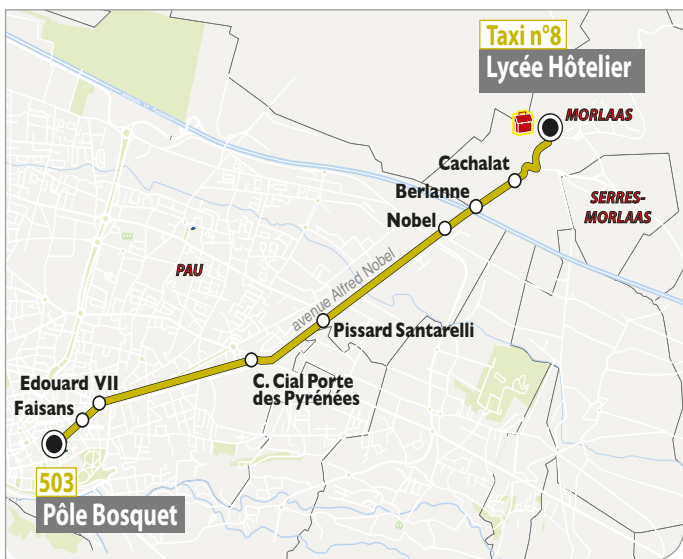 Taxi n°8
Lycée Hôtelier
MORLAAS
Cachalat
Berlanne
SERRES-
MORLAAS
Nobel
PAU
avenue Alfred Nobel
Pissard Santarelli
Edouard VII
C. Cial Porte
des Pyrénées
Faisans
503
Pôle Bosquet